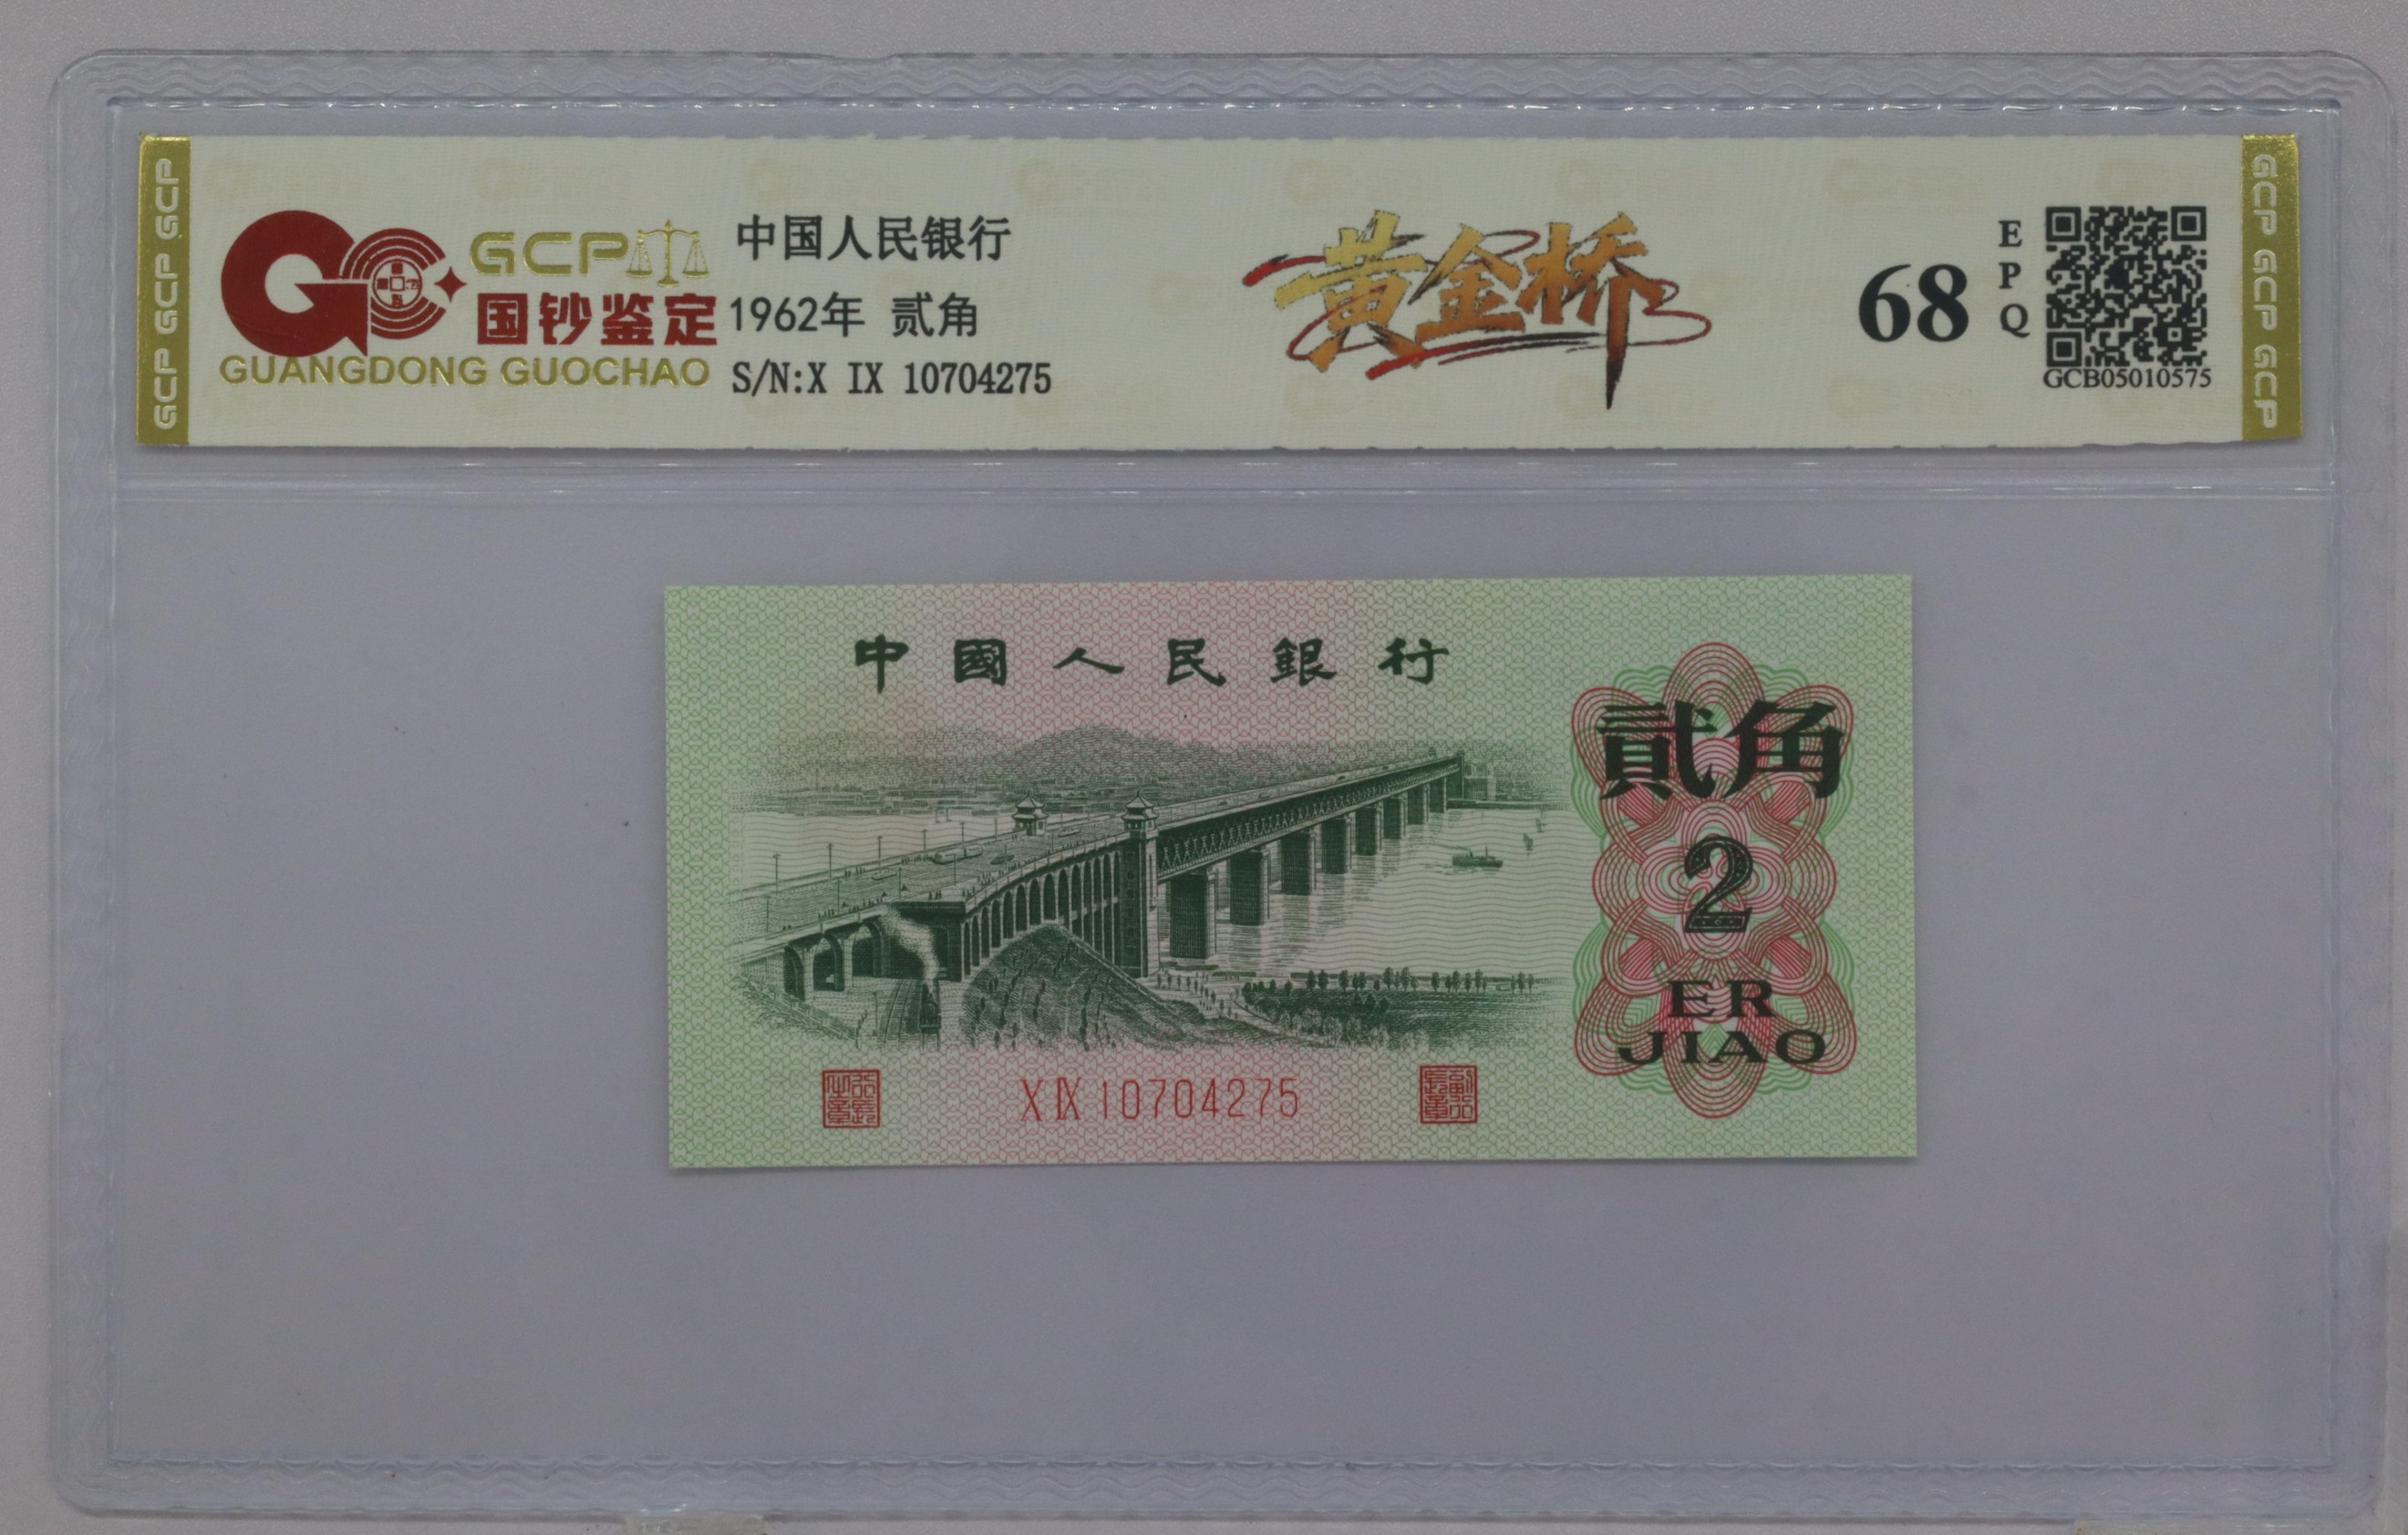 GCP GCP GCP
GCP
国钞鉴定
GUANGDONG GUOCHAO
中国人民银行
1962年 贰角
S/N:X IX 10704275
黄金桥
68
EPQ
GCB05010575
GCP GCP GCP
中國人民銀行
貳角
2
ER
JIAO
X IX 10704275